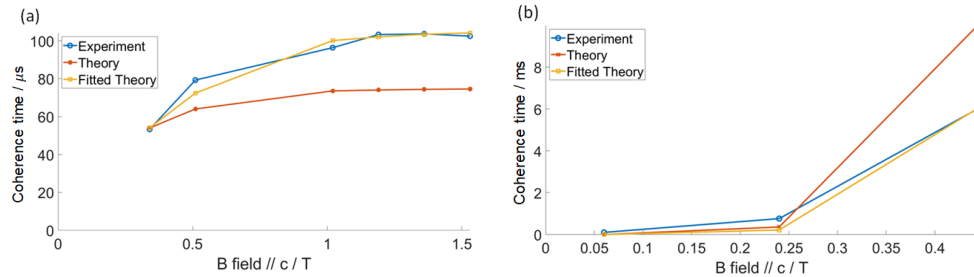 (a)
Coherence time / μs
100
80
60
40
20
0
Experiment
Theory
Fitted Theory
0
0.5
1
1.5
B field // c / T
(b)
Coherence time / ms
8
6
4
2
0
Experiment
Theory
Fitted Theory
0
0.05
0.1
0.15
0.2
0.25
0.3
0.35
0.4
B field // c / T